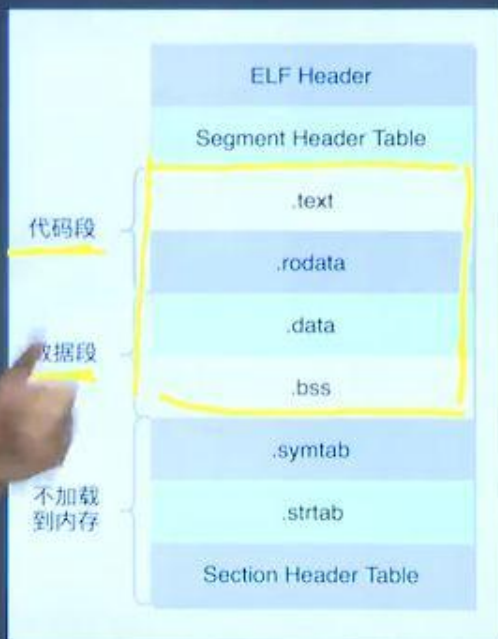 ELF Header
Segment Header Table
.text
代码段
.rodata
.data
数据段
.bss
.symtab
不加载
到内存
.strtab
Section Header Table